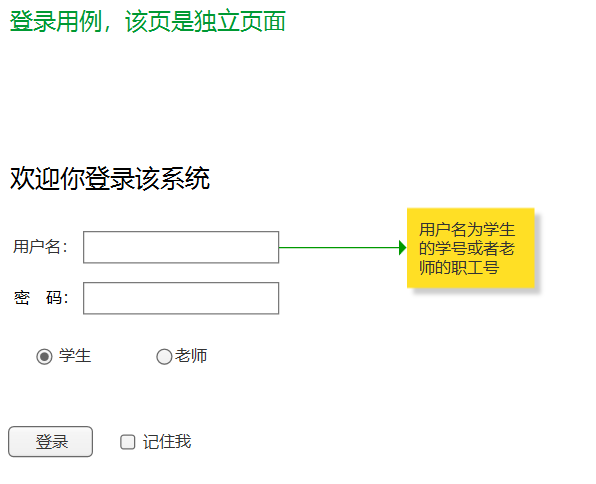 登录用例，该页是独立页面
欢迎你登录该系统
用户名：
用户名为学生
的学号或者老
师的职工号
密　码：
学生 老师
登录 记住我